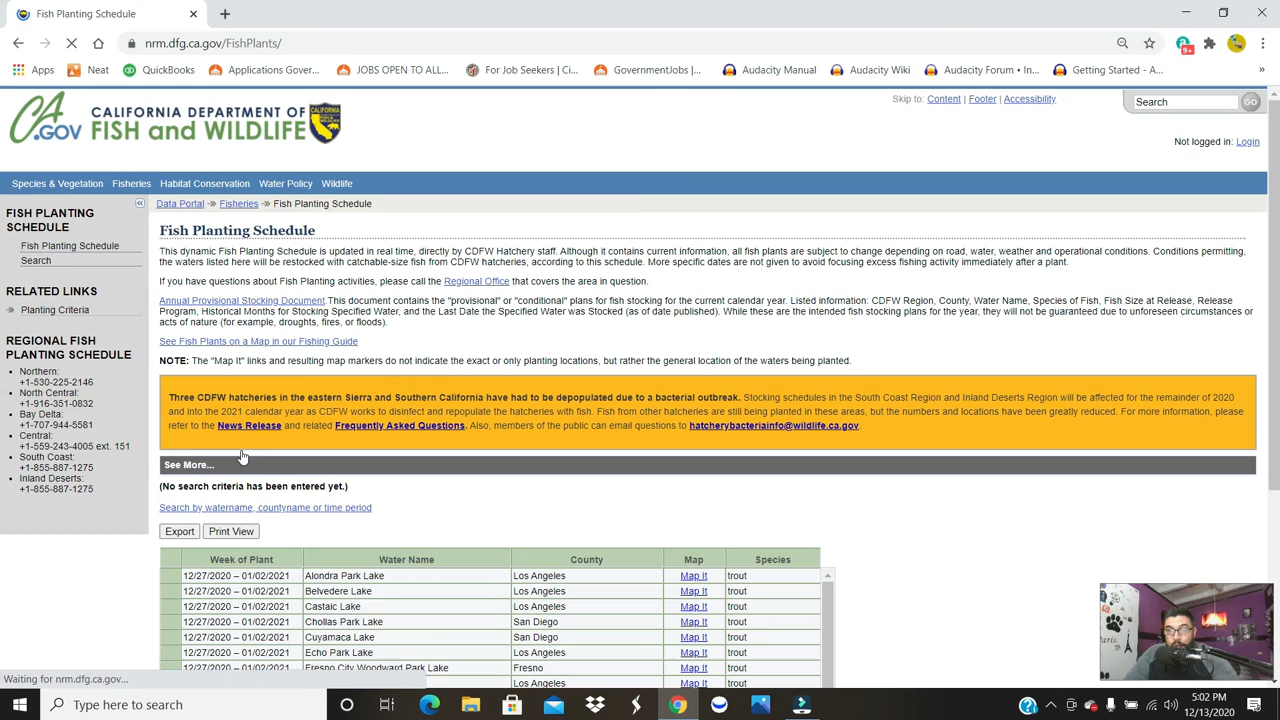 Fish Planting Schedule
nrm.dfg.ca.gov/FishPlants/
9+
Apps Neat QuickBooks Applications Gover... JOBS OPEN TO ALL... For Job Seekers | Ci... GovernmentJobs |... Audacity Manual Audacity Wiki Audacity Forum • In... Getting Started - A... »
Skip to: Content | Footer | Accessibility
Search GO
CA.GOV CALIFORNIA DEPARTMENT OF
FISH and WILDLIFE
Not logged in: Login
Species & Vegetation Fisheries Habitat Conservation Water Policy Wildlife
Data Portal Fisheries Fish Planting Schedule
FISH PLANTING
SCHEDULE
Fish Planting Schedule
Search
RELATED LINKS
Planting Criteria
REGIONAL FISH
PLANTING SCHEDULE
Northern:
+1-530-225-2146
North Central:
+1-916-351-0832
Bay Delta:
+1-707-944-5581
Central:
+1-559-243-4005 ext. 151
South Coast:
+1-855-887-1275
Inland Deserts:
+1-855-887-1275
Fish Planting Schedule
This dynamic Fish Planting Schedule is updated in real time, directly by CDFW Hatchery staff. Although it contains current information, all fish plants are subject to change depending on road, water, weather and operational conditions. Conditions permitting,
the waters listed here will be restocked with catchable-size fish from CDFW hatcheries, according to this schedule. More specific dates are not given to avoid focusing excess fishing activity immediately after a plant.
If you have questions about Fish Planting activities, please call the Regional Office that covers the area in question.
Annual Provisional Stocking Document.This document contains the "provisional" or "conditional" plans for fish stocking for the current calendar year. Listed information: CDFW Region, County, Water Name, Species of Fish, Fish Size at Release, Release
Program, Historical Months for Stocking Specified Water, and the Last Date the Specified Water was Stocked (as of date published). While these are the intended fish stocking plans for the year, they will not be guaranteed due to unforeseen circumstances or
acts of nature (for example, droughts, fires, or floods).
See Fish Plants on a Map in our Fishing Guide
NOTE: The "Map It" links and resulting map markers do not indicate the exact or only planting locations, but rather the general location of the waters being planted.
Three CDFW hatcheries in the eastern Sierra and Southern California have had to be depopulated due to a bacterial outbreak. Stocking schedules in the South Coast Region and Inland Deserts Region will be affected for the remainder of 2020
and into the 2021 calendar year as CDFW works to disinfect and repopulate the hatcheries with fish. Fish from other hatcheries are still being planted in these areas, but the numbers and locations have been greatly reduced. For more information, please
refer to the News Release and related Frequently Asked Questions. Also, members of the public can email questions to hatcherybacteriainfo@wildlife.ca.gov.
See More...
(No search criteria has been entered yet.)
Search by watername, countyname or time period
Export Print View
Week of Plant Water Name County Map Species
12/27/2020 – 01/02/2021 Alondra Park Lake Los Angeles Map It trout
12/27/2020 – 01/02/2021 Belvedere Lake Los Angeles Map It trout
12/27/2020 – 01/02/2021 Castaic Lake Los Angeles Map It trout
12/27/2020 – 01/02/2021 Chollas Park Lake San Diego Map It trout
12/27/2020 – 01/02/2021 Cuyamaca Lake San Diego Map It trout
12/27/2020 – 01/02/2021 Echo Park Lake Los Angeles Map It trout
12/27/2020 – 01/02/2021 Fresno City Woodward Park Lake Fresno Map It trout
Los Angeles Map It trout
Waiting for nrm.dfg.ca.gov...
Paris.
Type here to search
5:02 PM
12/13/2020